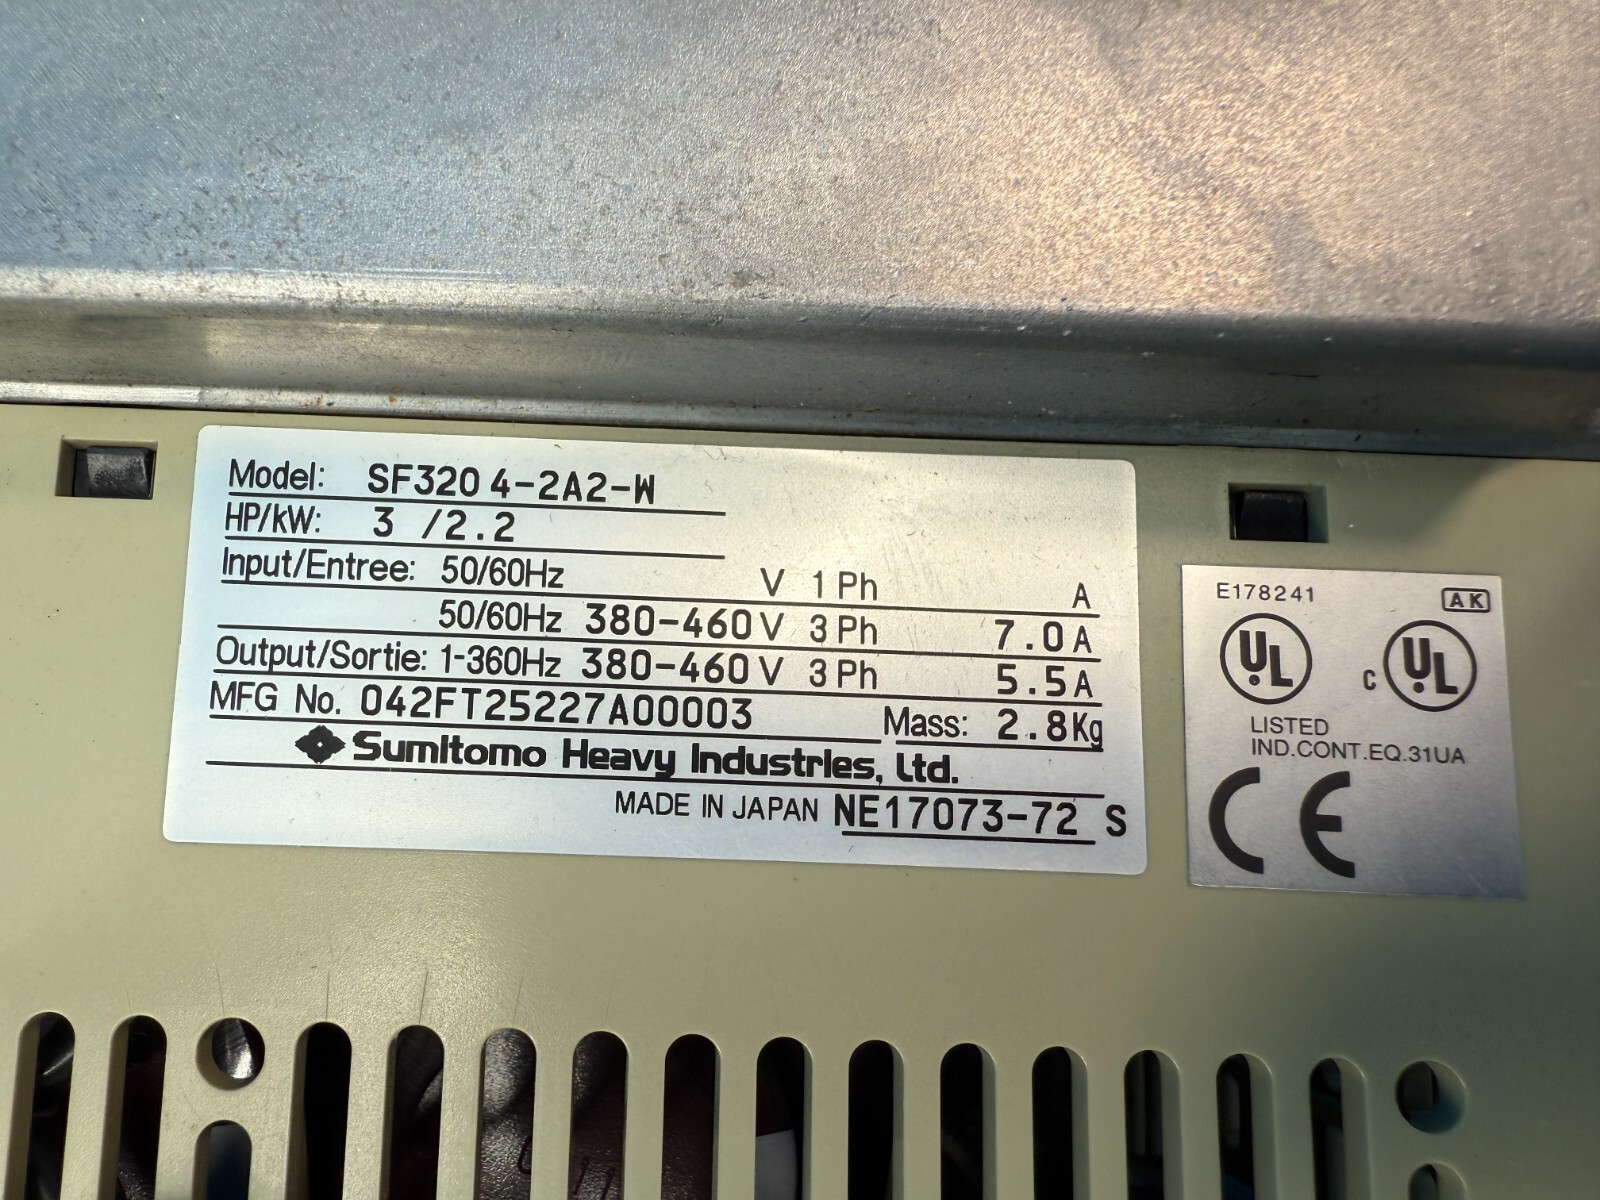 Model: SF320 4-2A2-W
HP/kW: 3 /2.2
Input/Entree: 50/60Hz V 1 Ph A
50/60Hz 380-460 V 3 Ph 7.0 A
Output/Sortie: 1-360Hz 380-460 V 3 Ph 5.5 A
MFG No. 042FT25227A00003 Mass: 2.8 Kg
Sumitomo Heavy Industries, Ltd.
MADE IN JAPAN NE17073-72 S
E178241 AK
UL c UL
LISTED
IND.CONT.EQ.31UA
CE